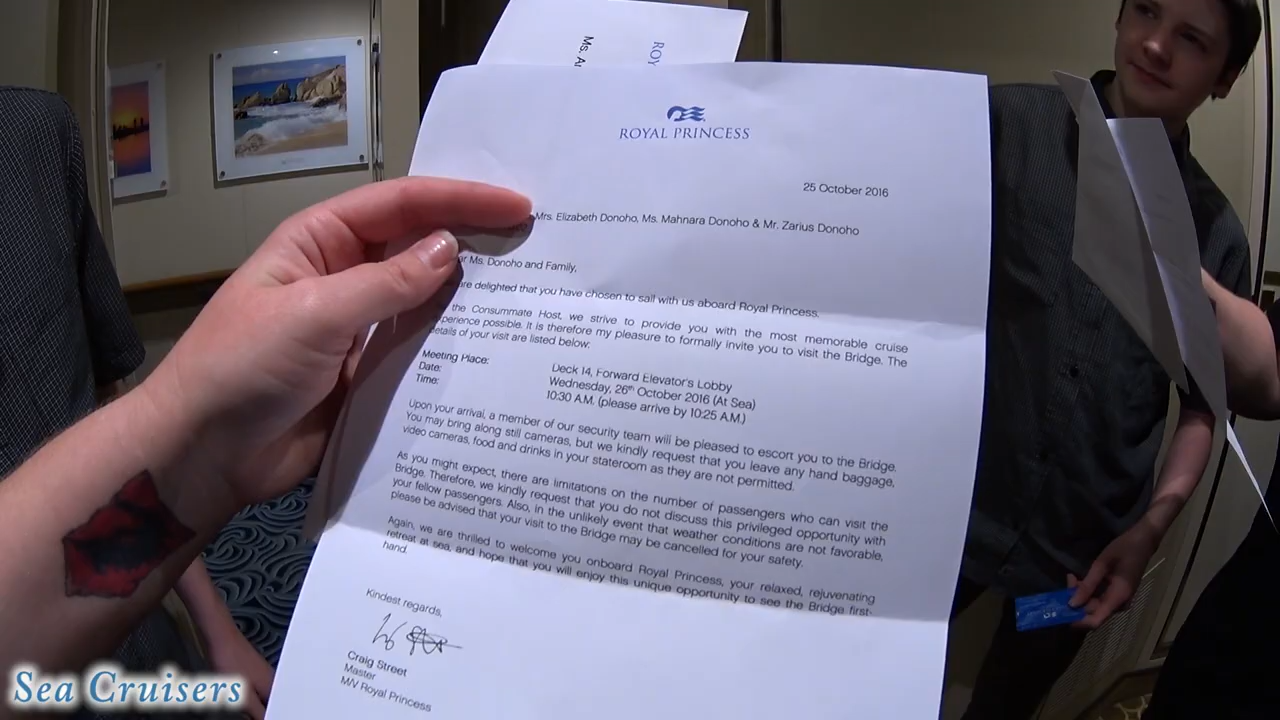 Ms.
ROY
ROYAL PRINCESS
25 October 2016
Mrs. Elizabeth Donoho, Ms. Mahnara Donoho & Mr. Zarius Donoho
Ms. Donoho and Family,
are delighted that you have chosen to sail with us aboard Royal Princess.
the Consummate Host, we strive to provide you with the most memorable cruise
possible. It is therefore my pleasure to formally invite you to visit the Bridge. The
details of your visit are listed below:
Meeting Place: Deck 14, Forward Elevator's Lobby
Date: Wednesday, 26th October 2016 (At Sea)
Time: 10:30 A.M. (please arrive by 10:25 A.M.)
Upon your arrival, a member of our security team will be pleased to escort you to the Bridge.
You may bring along still cameras, but we kindly request that you leave any hand baggage,
video cameras, food and drinks in your stateroom as they are not permitted.
As you might expect, there are limitations on the number of passengers who can visit the
Bridge. Therefore, we kindly request that you do not discuss this privileged opportunity with
your fellow passengers. Also, in the unlikely event that weather conditions are not favorable,
please be advised that your visit to the Bridge may be cancelled for your safety.
Again, we are thrilled to welcome you onboard Royal Princess, your relaxed, rejuvenating
retreat at sea, and hope that you will enjoy this unique opportunity to see the Bridge first-
hand.
Kindest regards,
Craig Street
Master
M/V Royal Princess
Sea Cruisers